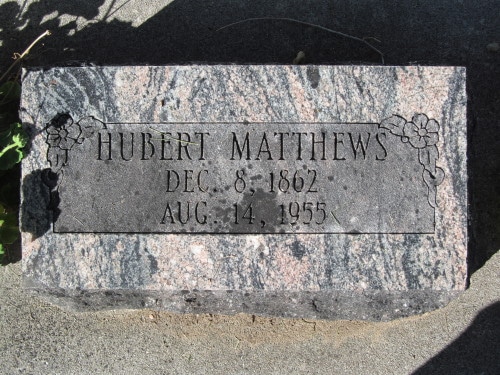 HUBERT MATTHEWS
DEC. 8, 1862
AUG. 14, 1955